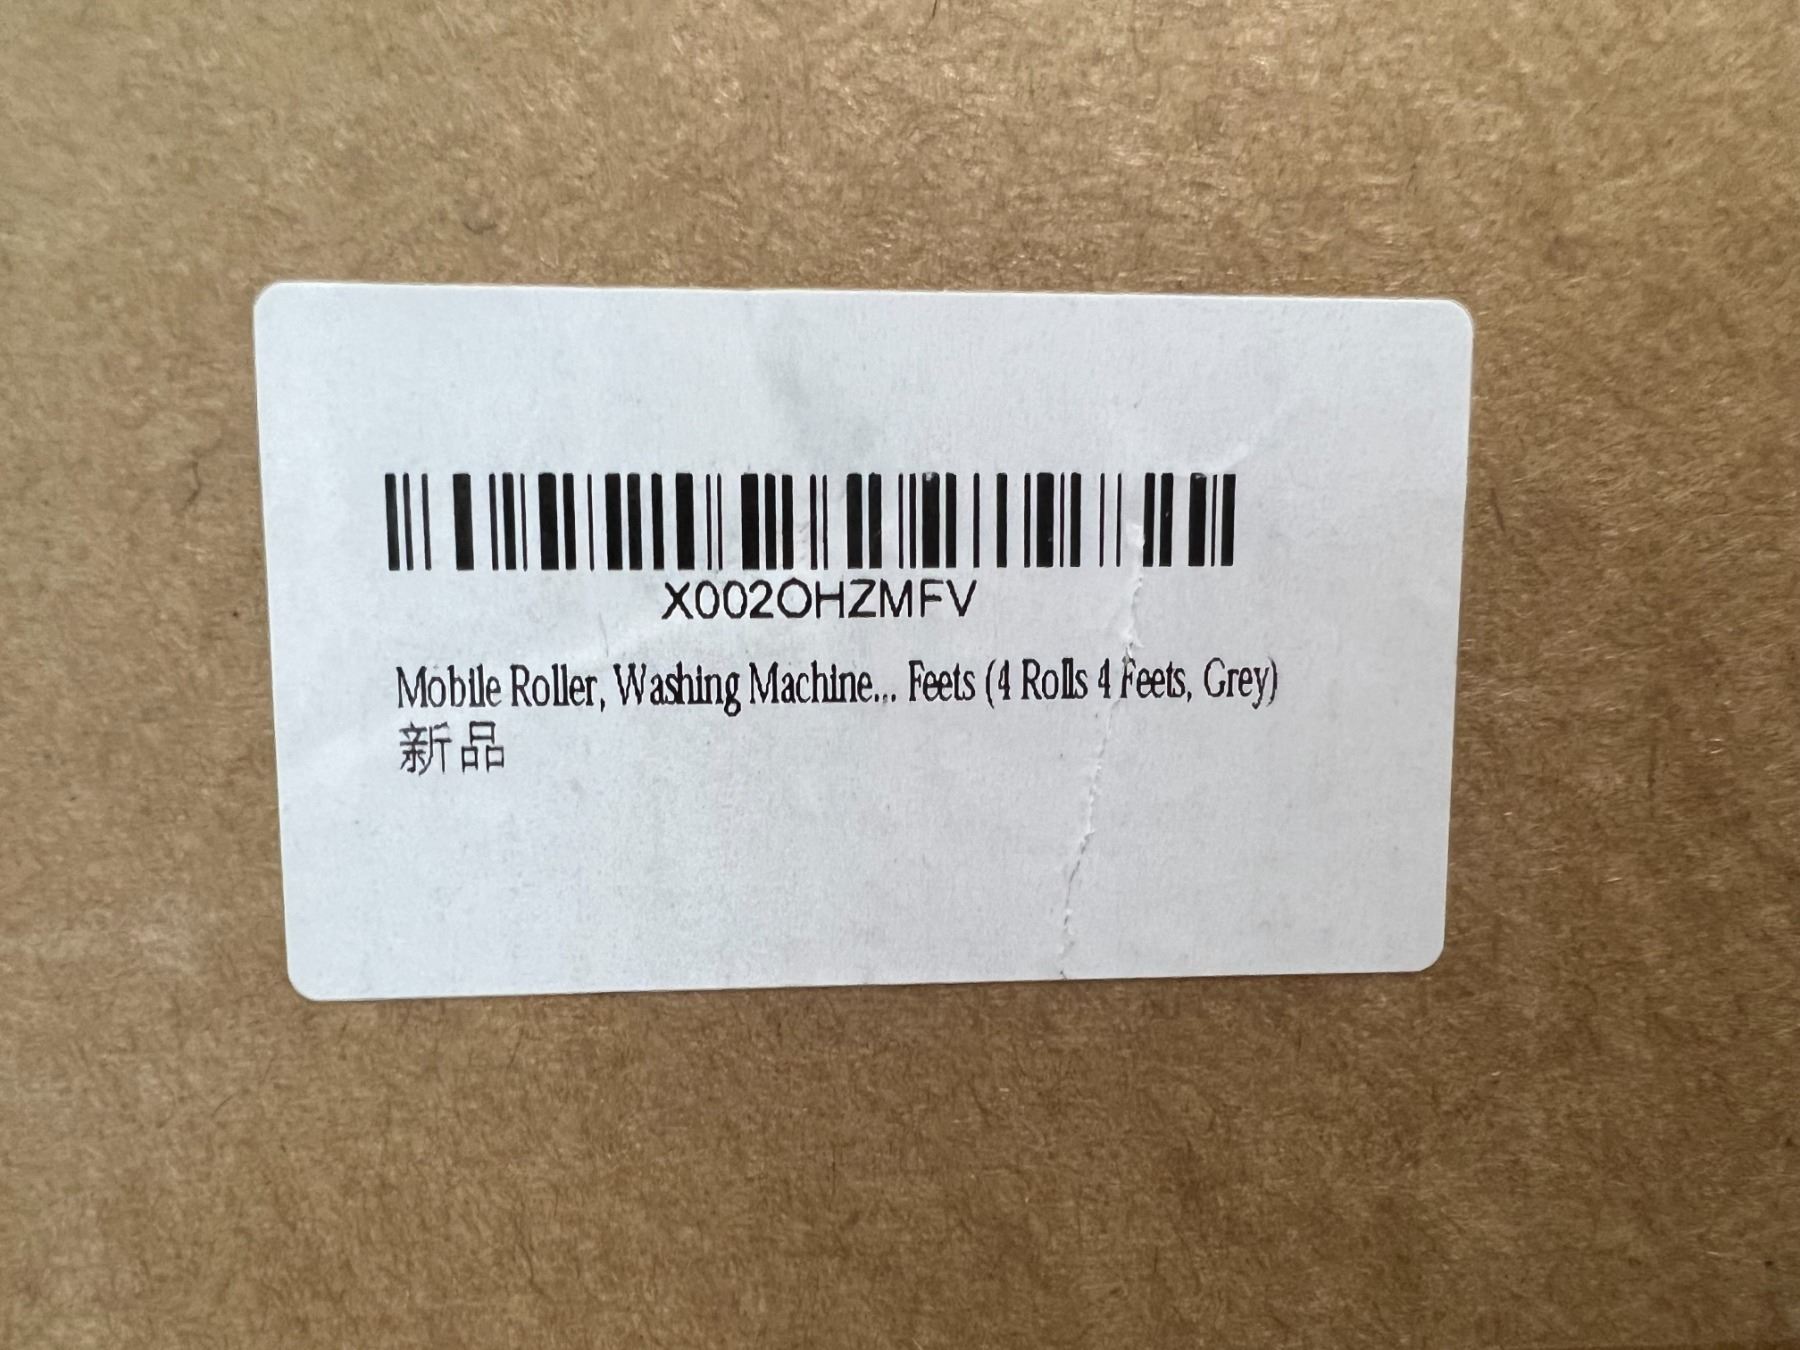 X002OHZMFV
Mobile Roller, Washing Machine... Feets (4 Rolls 4 Feets, Grey)
新品